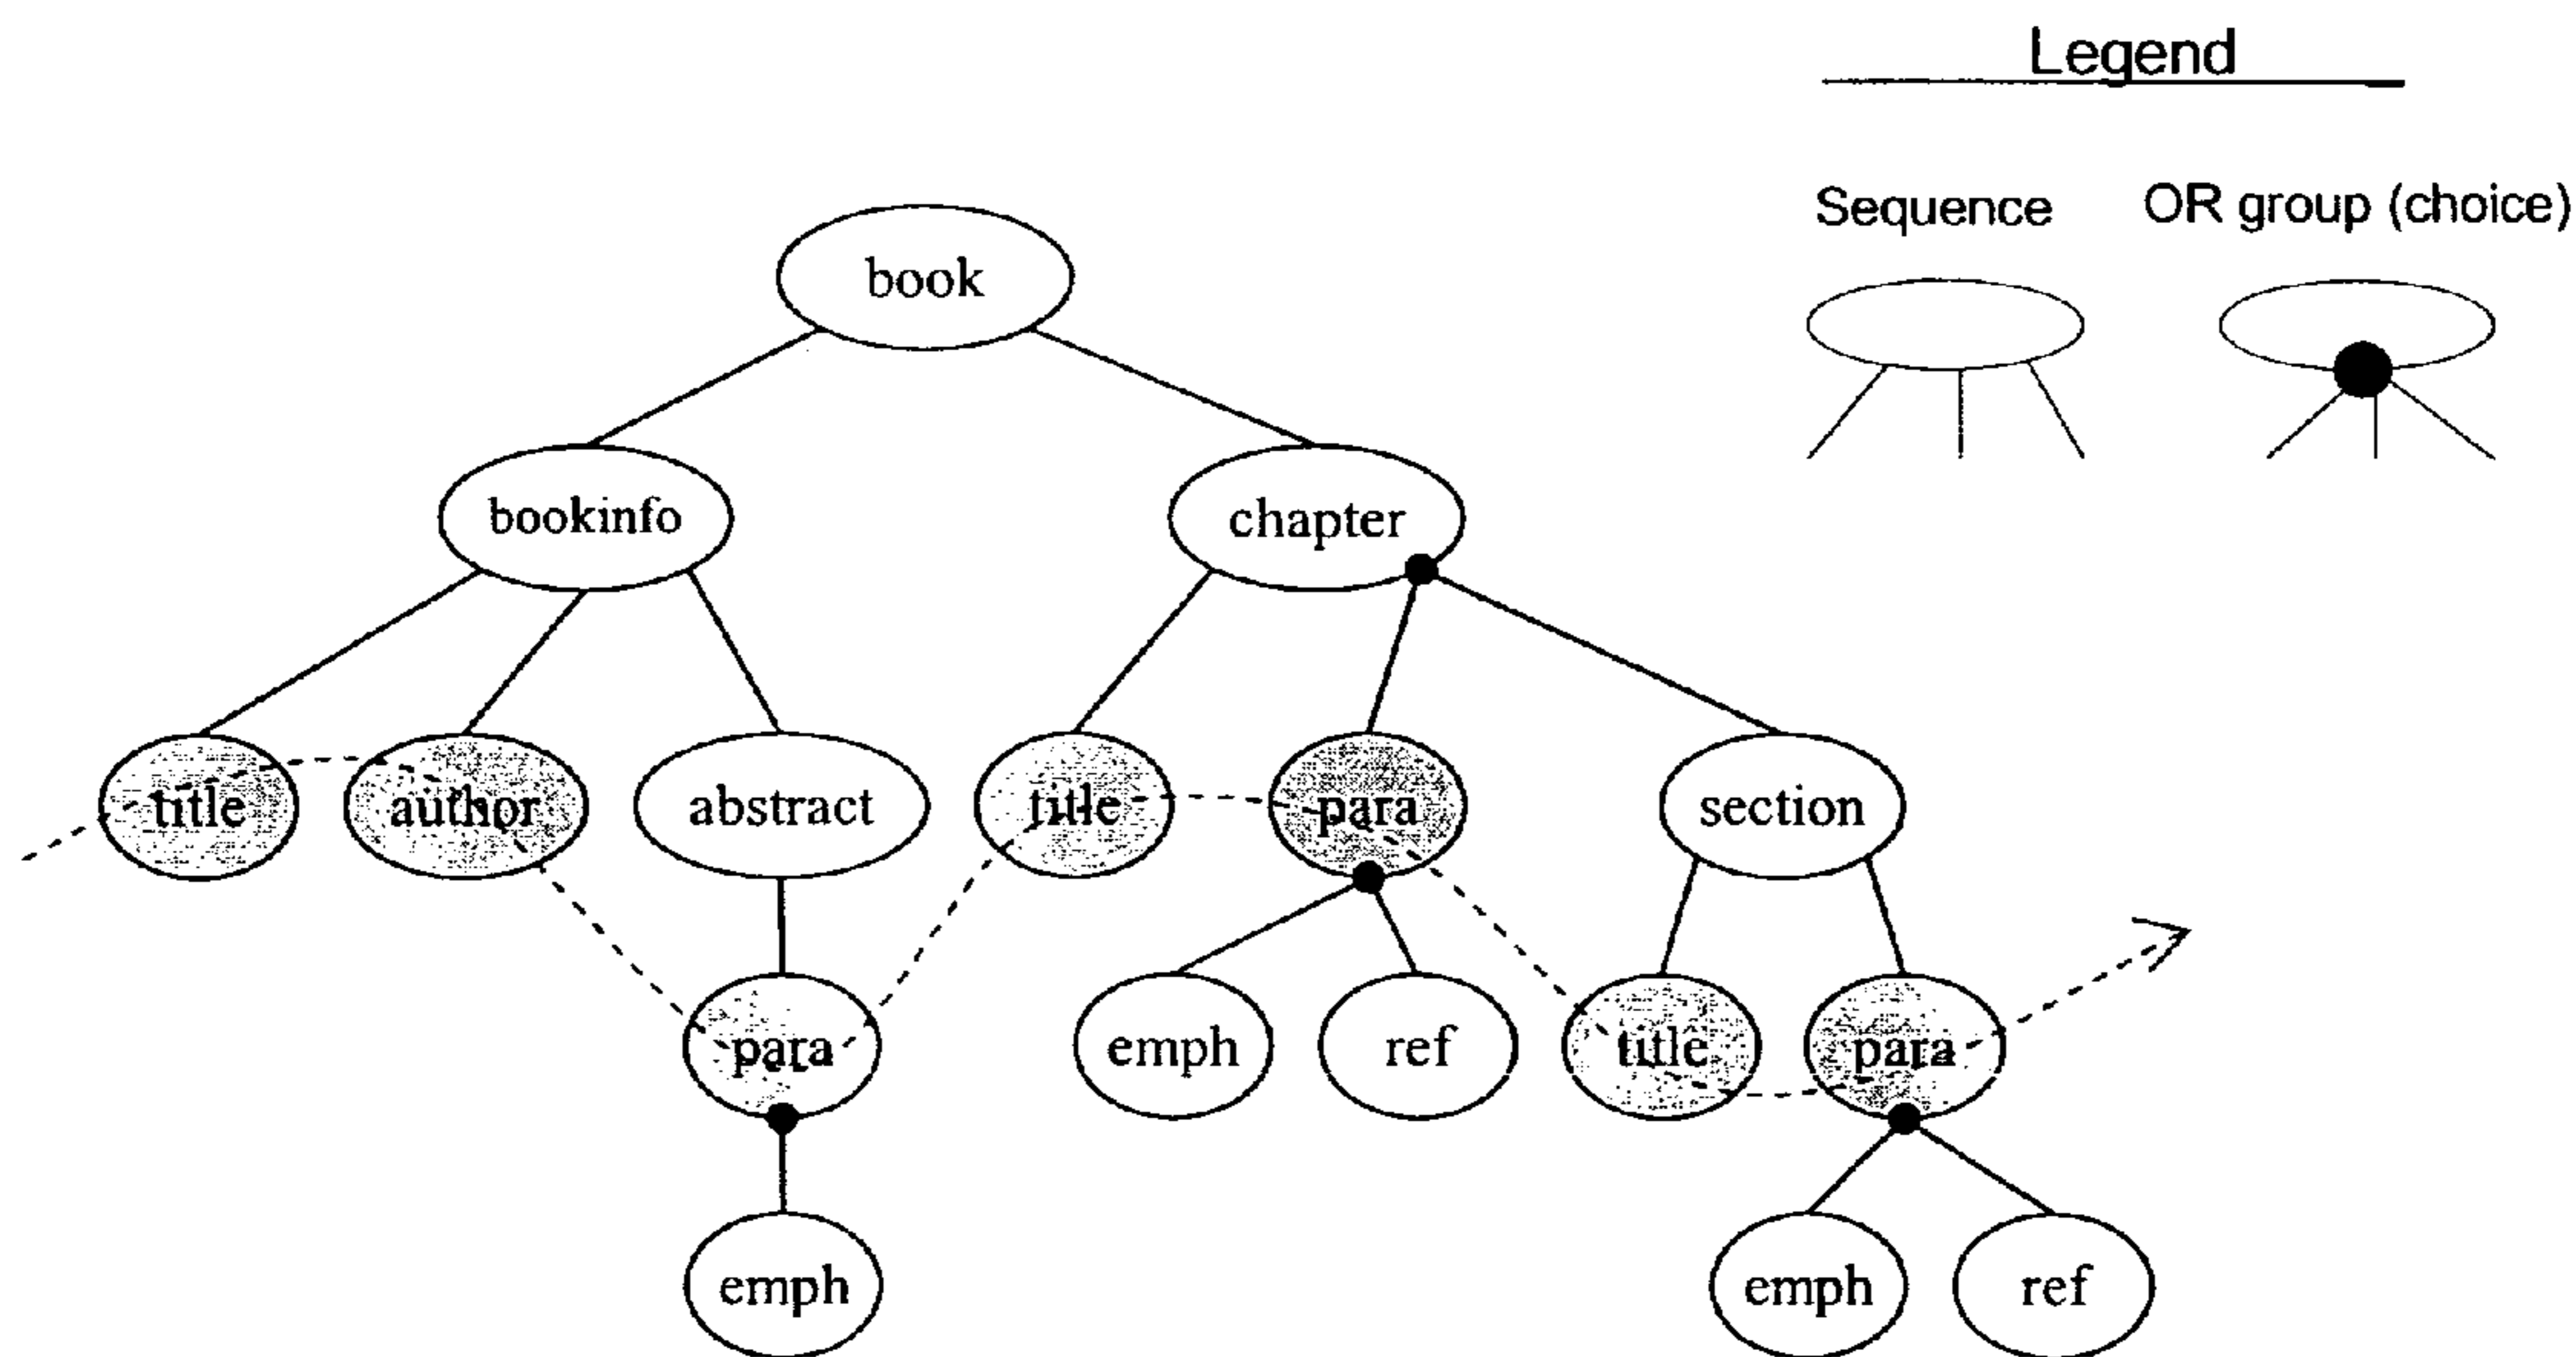 Legend
Sequence OR group (choice)
book
bookinfo chapter
title author abstract title para section
para emph ref title para
emph emph ref